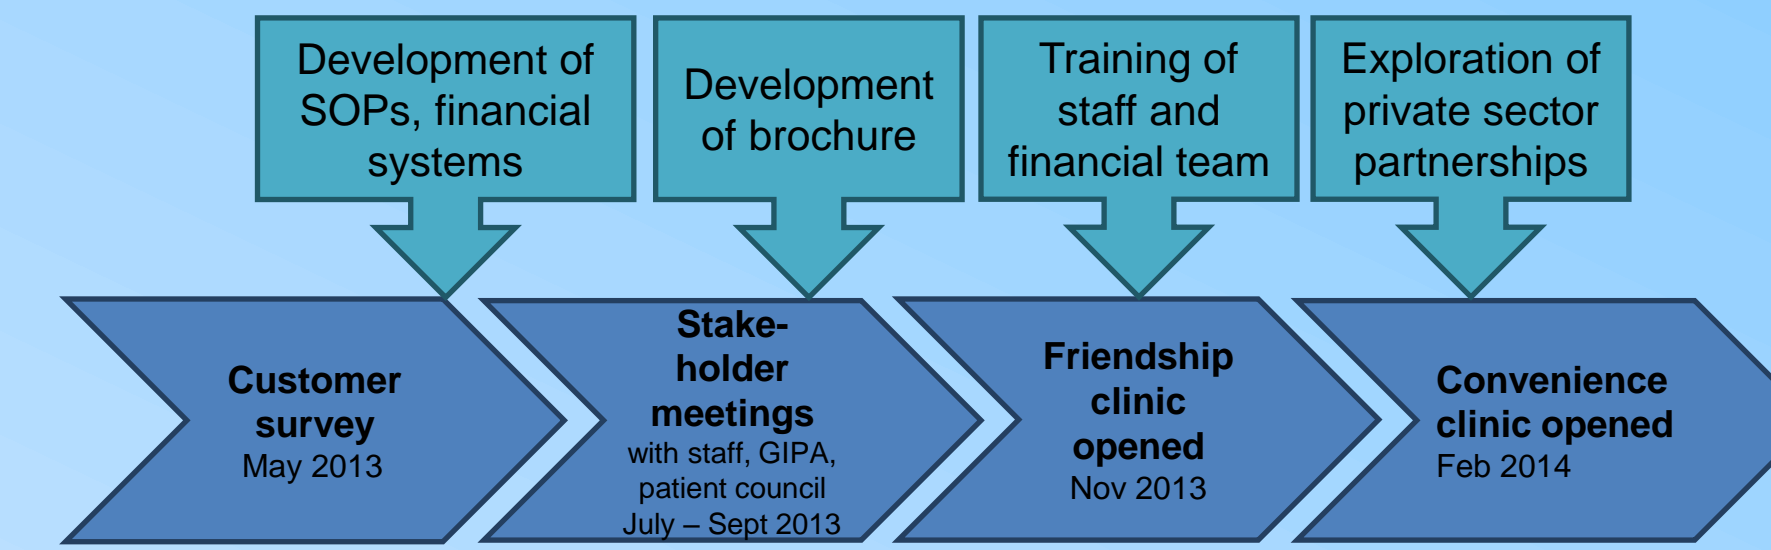 Development of
SOPs, financial
systems
Development
of brochure
Training of
staff and
financial team
Exploration of
private sector
partnerships
Customer
survey
May 2013
Stake-
holder
meetings
with staff, GIPA,
patient council
July – Sept 2013
Friendship
clinic
opened
Nov 2013
Convenience
clinic opened
Feb 2014